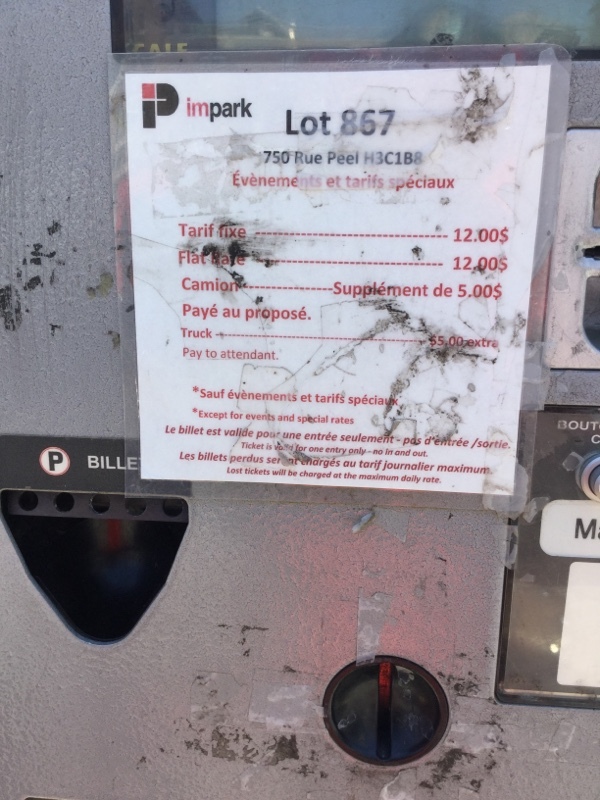 impark
Lot 867
750 Rue Peel H3C1B8
Évènements et tarifs spéciaux
Tarif fixe ---------------------------- 12.00$
Flat Rate ---------------------------- 12.00$
Camion----------------Supplément de 5.00$
Payé au proposé.
Truck ---------------------------------- $5.00 extra
Pay to attendant.
*Sauf évènements et tarifs spéciaux
*Except for events and special rates
Le billet est valide pour une entrée seulement - pas d'entrée /sortie.
Ticket is valid for one entry only - no in and out.
Les billets perdus seront chargés au tarif journalier maximum.
Lost tickets will be charged at the maximum daily rate.
P BILLE
BOUTO
Ma